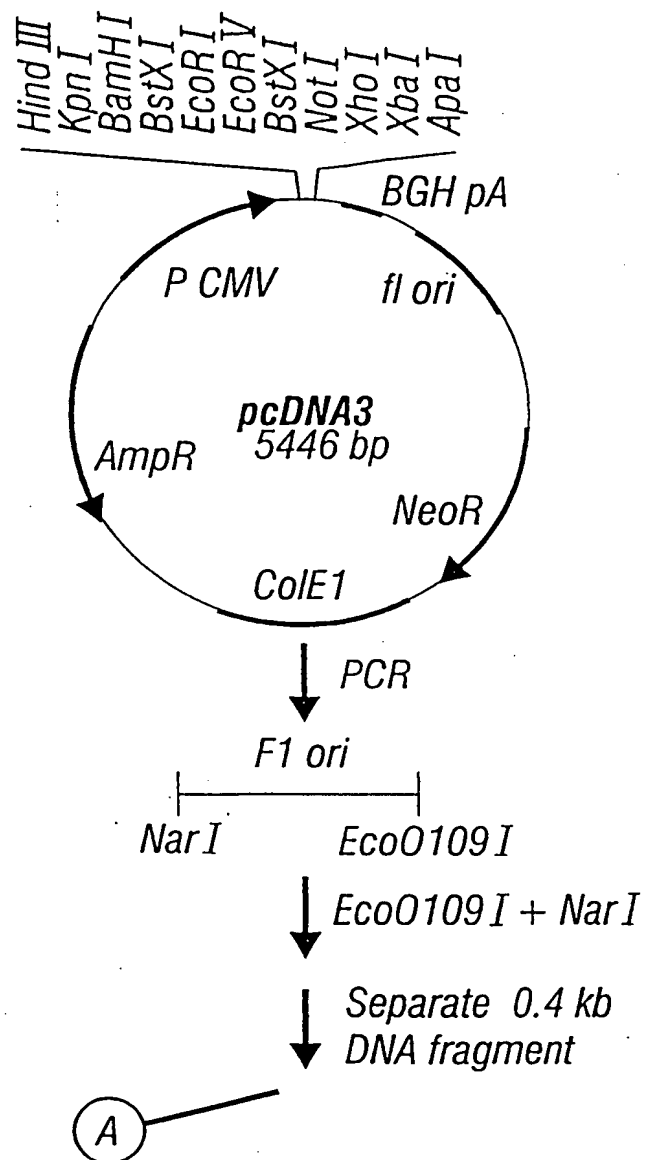 Hind III
Kpn I
BamH I
BstX I
EcoR I
EcoR V
BstX I
Not I
Xho I
Xba I
Apa I
BGH pA
P CMV
fl ori
pcDNA3
5446 bp
AmpR
NeoR
ColE1
PCR
F1 ori
Nar I
EcoO109 I
EcoO109 I + Nar I
Separate 0.4 kb
DNA fragment
A